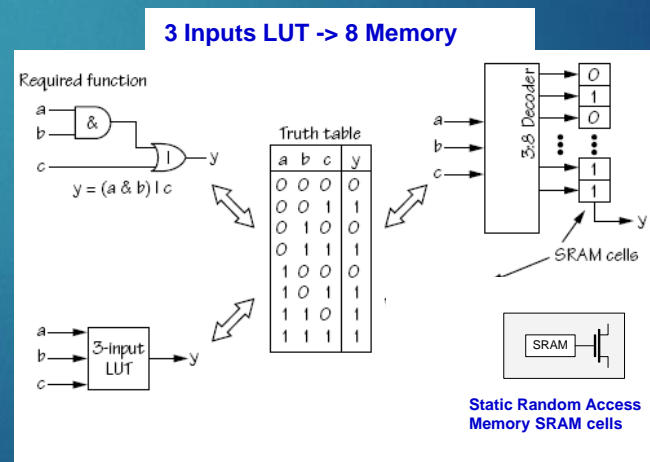 3 Inputs LUT -> 8 Memory
Required function
a
b
&
c
|
y
y = (a & b) | c
Truth table
a b c y
0 0 0 0
0 0 1 1
0 1 0 0
0 1 1 1
1 0 0 0
1 0 1 1
1 1 0 1
1 1 1 1
a
b
c
3:8 Decoder
0
1
0
1
1
y
SRAM cells
a
b
c
3-input
LUT
y
SRAM
Static Random Access
Memory SRAM cells